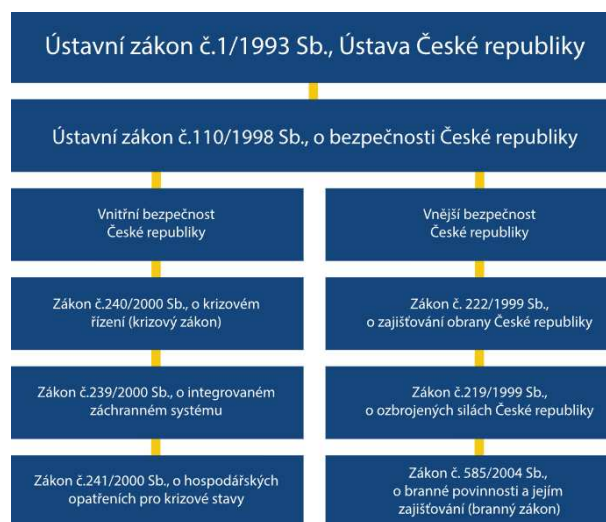 Ústavní zákon č.1/1993 Sb., Ústava České republiky
Ústavní zákon č.110/1998 Sb., o bezpečnosti České republiky
Vnitřní bezpečnost
České republiky
Vnější bezpečnost
České republiky
Zákon č.240/2000 Sb., o krizovém
řízení (krizový zákon)
Zákon č. 222/1999 Sb.,
o zajišťování obrany České republiky
Zákon č.239/2000 Sb., o integrovaném
záchranném systému
Zákon č.219/1999 Sb.,
o ozbrojených silách České republiky
Zákon č.241/2000 Sb., o hospodářských
opatřeních pro krizové stavy
Zákon č. 585/2004 Sb.,
o branné povinnosti a jejím
zajišťování (branný zákon)